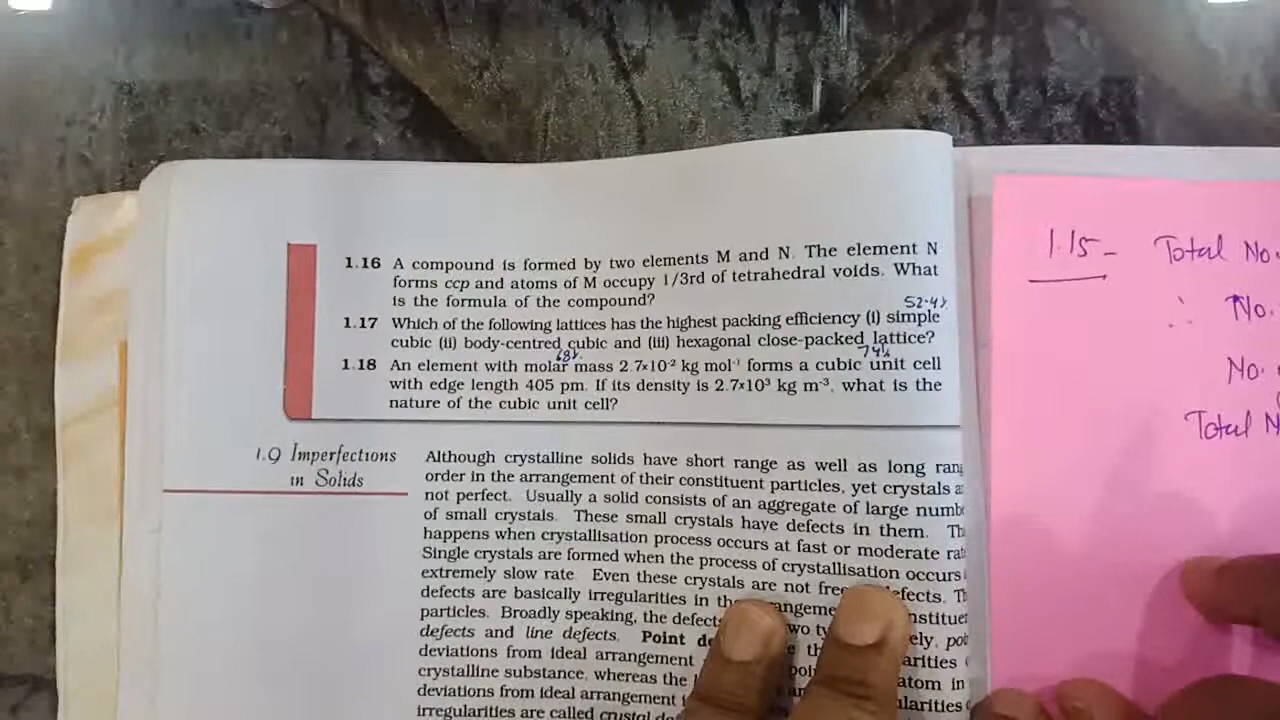 1.16 A compound is formed by two elements M and N. The element N
forms ccp and atoms of M occupy 1/3rd of tetrahedral voids. What
is the formula of the compound?
52.4%
1.17 Which of the following lattices has the highest packing efficiency (i) simple
cubic (ii) body-centred cubic and (iii) hexagonal close-packed lattice?
68%
74%
1.18 An element with molar mass 2.7×10⁻² kg mol⁻¹ forms a cubic unit cell
with edge length 405 pm. If its density is 2.7×10³ kg m⁻³, what is the
nature of the cubic unit cell?
1.9 Imperfections
in Solids
Although crystalline solids have short range as well as long
order in the arrangement of their constituent particles, yet crystals
not perfect. Usually a solid consists of an aggregate of large
of small crystals. These small crystals have defects in them.
happens when crystallisation process occurs at fast or moderate
Single crystals are formed when the process of crystallisation occurs
extremely slow rate. Even these crystals are not
defects are basically irregularities in
particles. Broadly speaking, the
defects and line defects. Point
deviations from ideal arrangement
crystalline substance, whereas the
deviations from ideal arrangement
irregularities are called crystal
atom in
1.15- Total No.
∴ No.
No.
Total